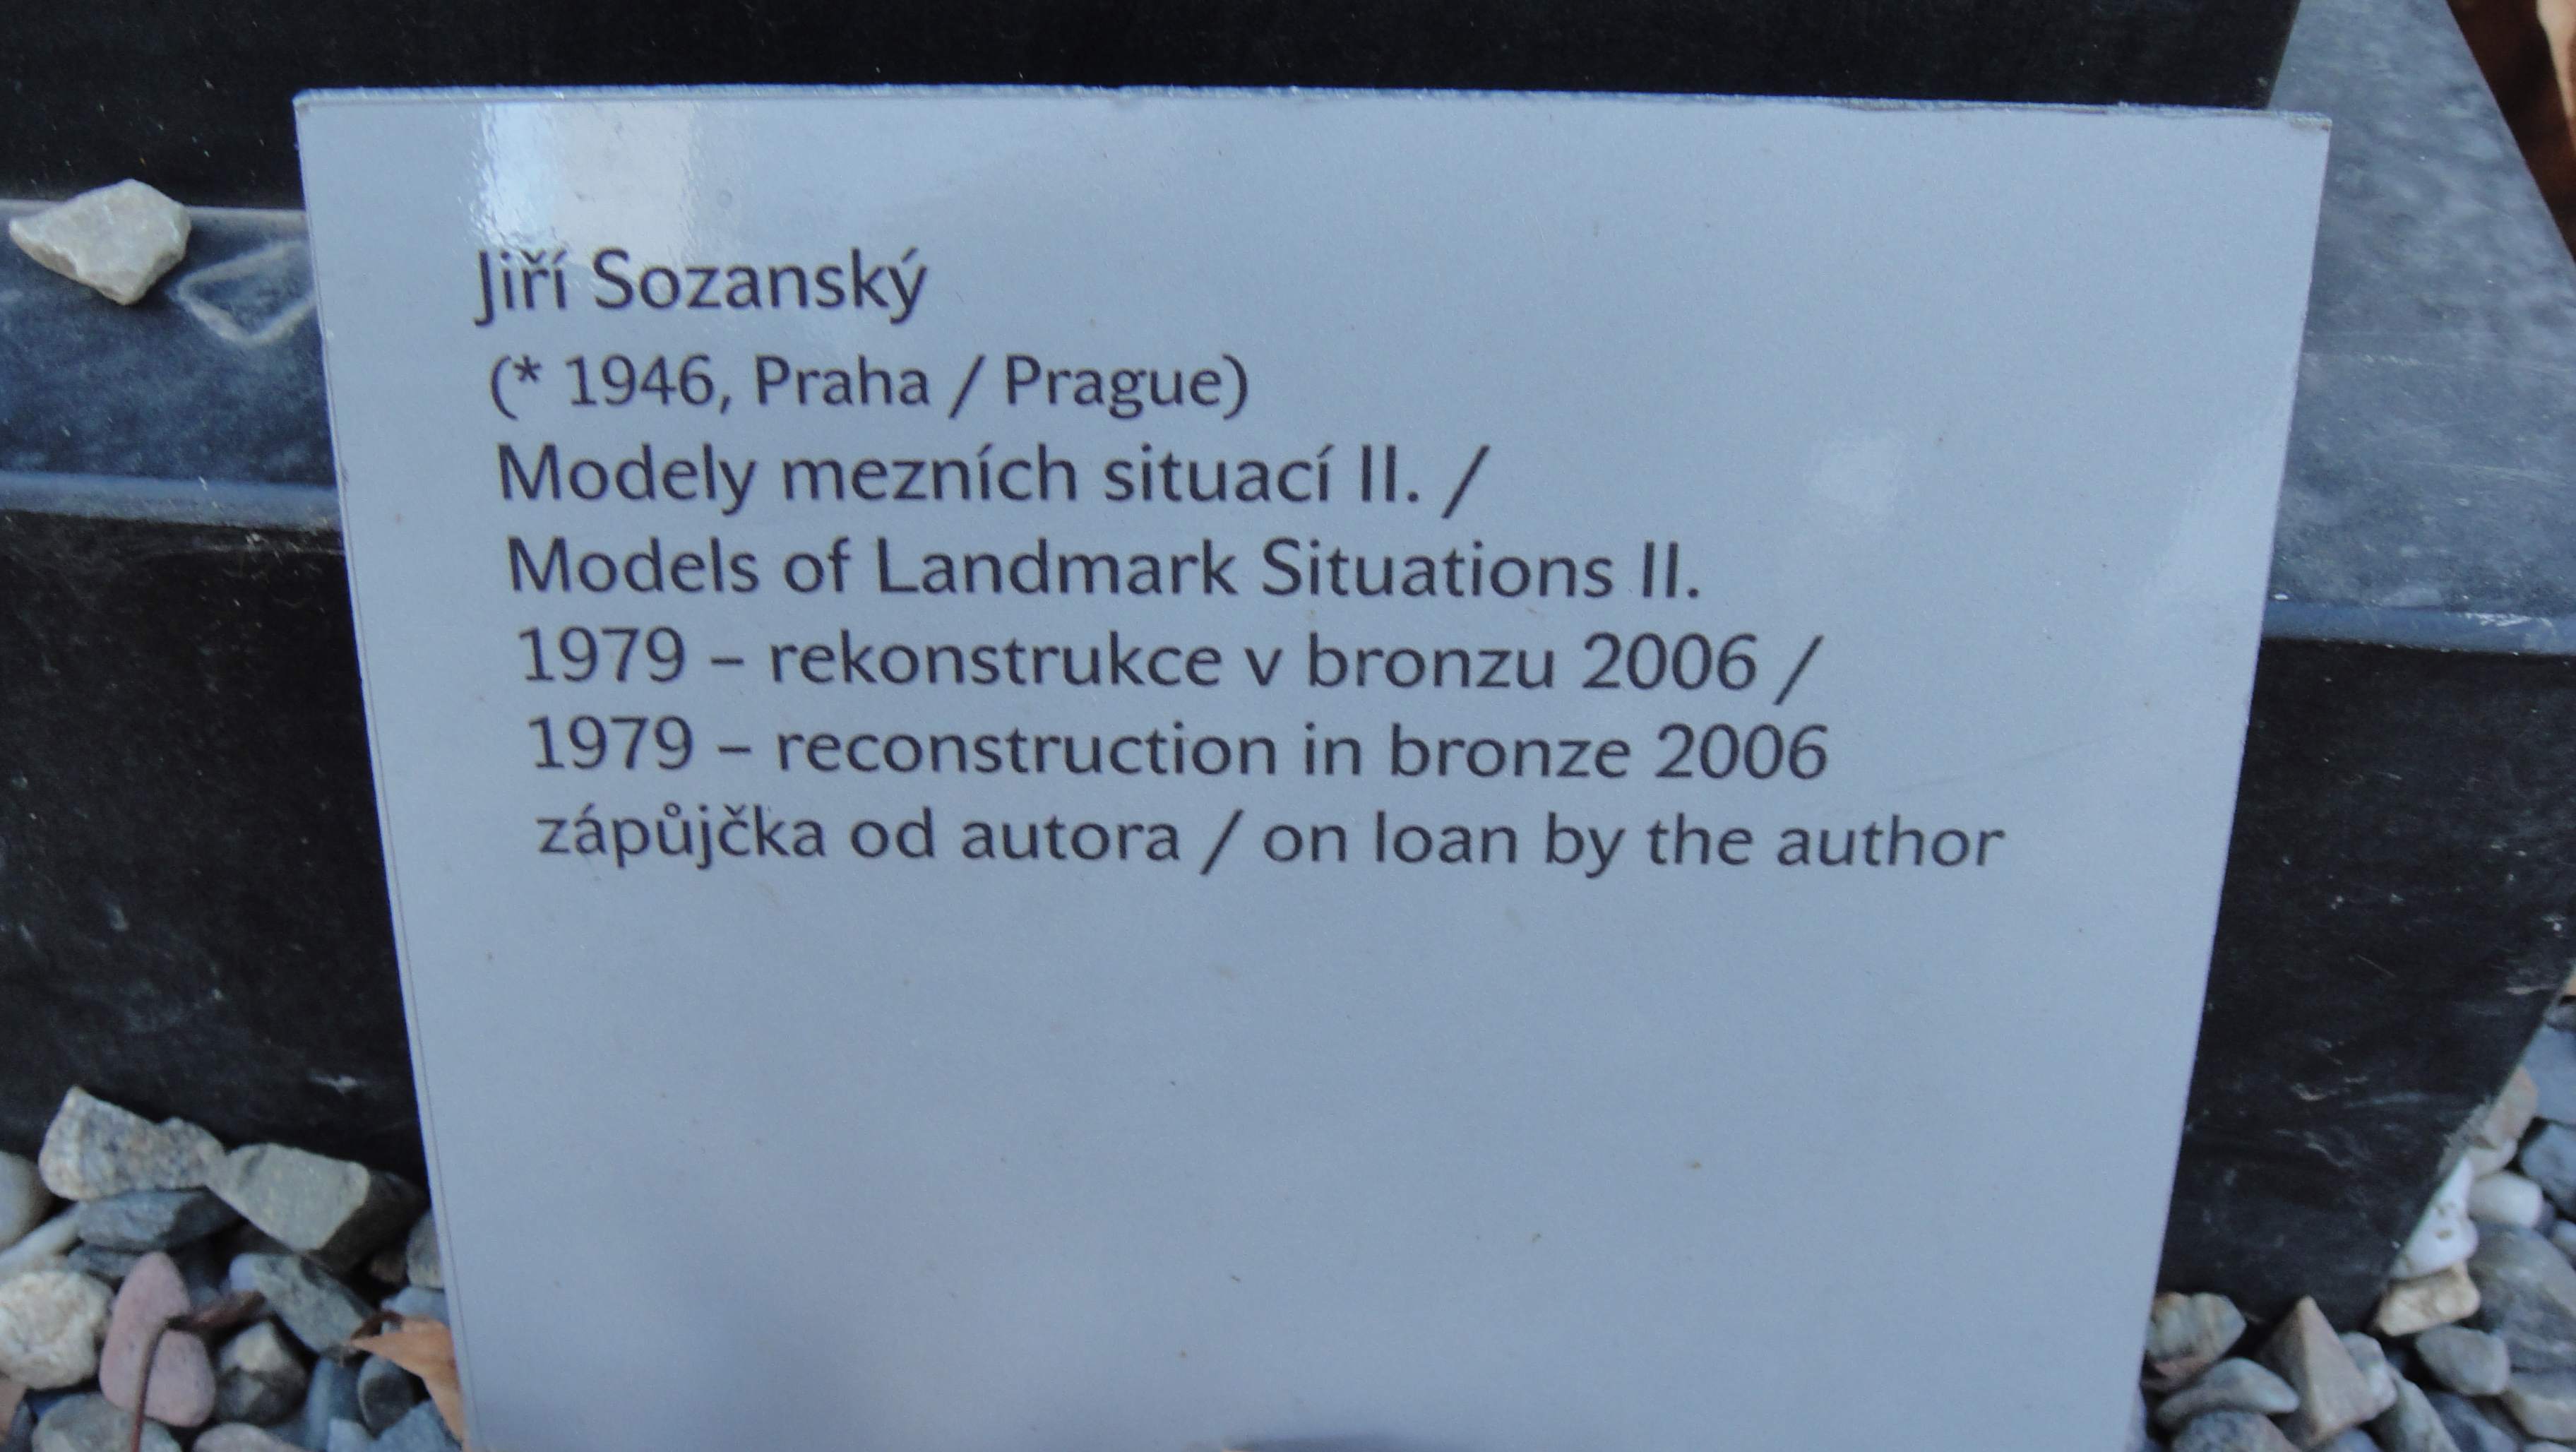 Jiří Sozanský
(* 1946, Praha / Prague)
Modely mezních situací II. /
Models of Landmark Situations II.
1979 – rekonstrukce v bronzu 2006 /
1979 – reconstruction in bronze 2006
zápůjčka od autora / on loan by the author